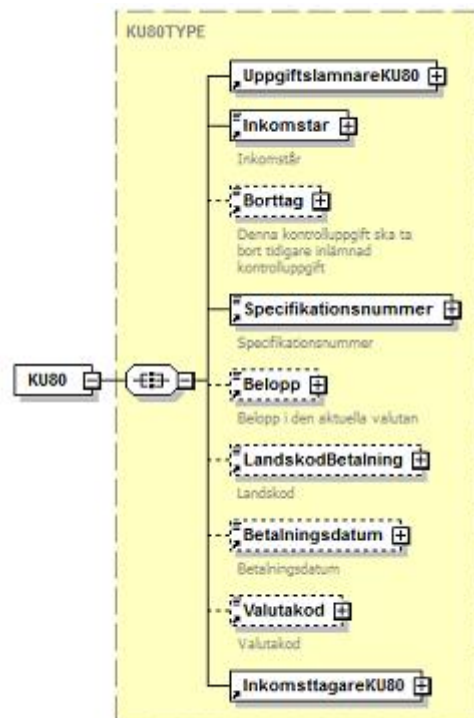 KU80TYPE
UppgiftslamnareKU80
Inkomstar
Inkomstår
Borttag
Denna kontrolluppgift ska ta
bort tidigare inlämnad
kontrolluppgift
Specifikationsnummer
Specifikationsnummer
KU80
Belopp
Belopp i den aktuella valutan
LandskodBetalning
Landskod
Betalningsdatum
Betalningsdatum
Valutakod
Valutakod
InkomsttagareKU80